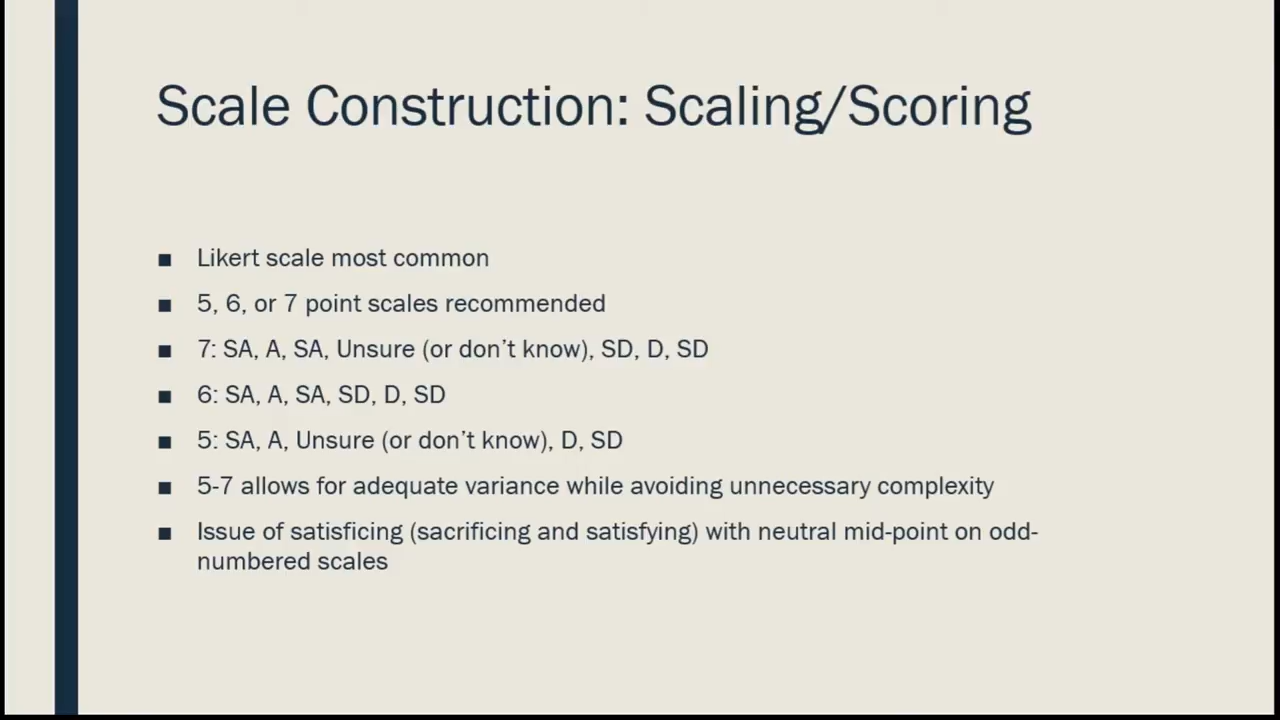 Scale Construction: Scaling/Scoring
■ Likert scale most common
■ 5, 6, or 7 point scales recommended
■ 7: SA, A, SA, Unsure (or don’t know), SD, D, SD
■ 6: SA, A, SA, SD, D, SD
■ 5: SA, A, Unsure (or don’t know), D, SD
■ 5-7 allows for adequate variance while avoiding unnecessary complexity
■ Issue of satisficing (sacrificing and satisfying) with neutral mid-point on odd-
numbered scales